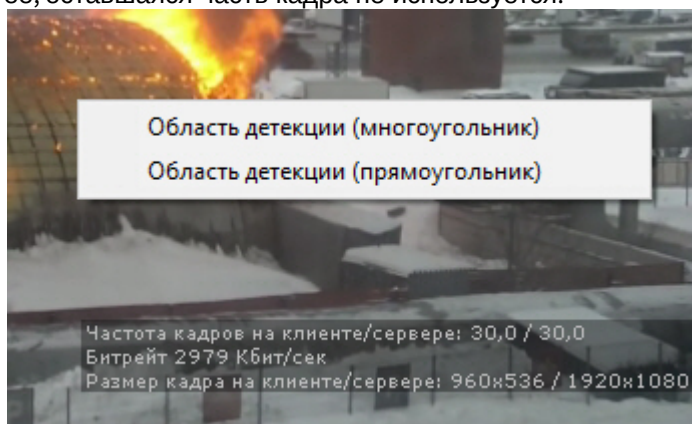 оставшаяся часть кадра не используется.
Область детекции (многоугольник)
Область детекции (прямоугольник)
Частота кадров на клиенте/сервере: 30,0 / 30,0
Битрейт 2979 Кбит/сек
Размер кадра на клиенте/сервере: 960x536 / 1920x1080